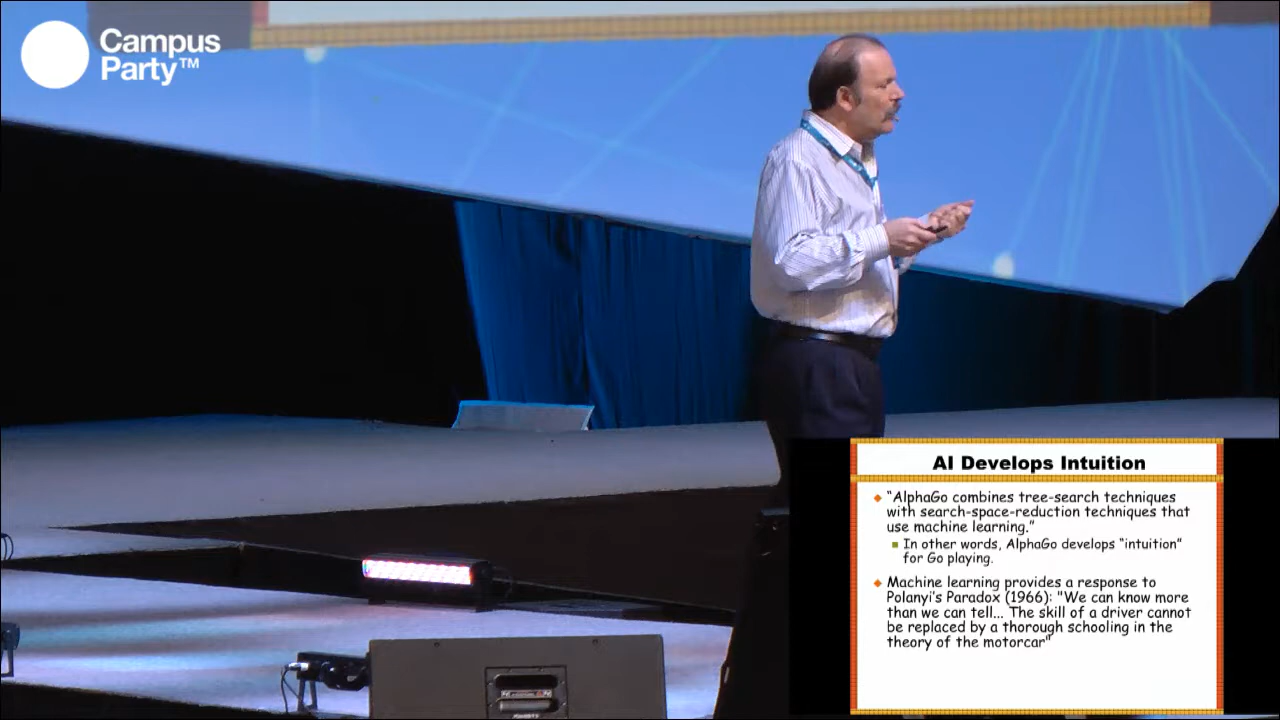 Campus
Party™
AI Develops Intuition
“AlphaGo combines tree-search techniques
with search-space-reduction techniques that
use machine learning.”
In other words, AlphaGo develops “intuition”
for Go playing.
Machine learning provides a response to
Polanyi’s Paradox (1966): "We can know more
than we can tell... The skill of a driver cannot
be replaced by a thorough schooling in the
theory of the motorcar"